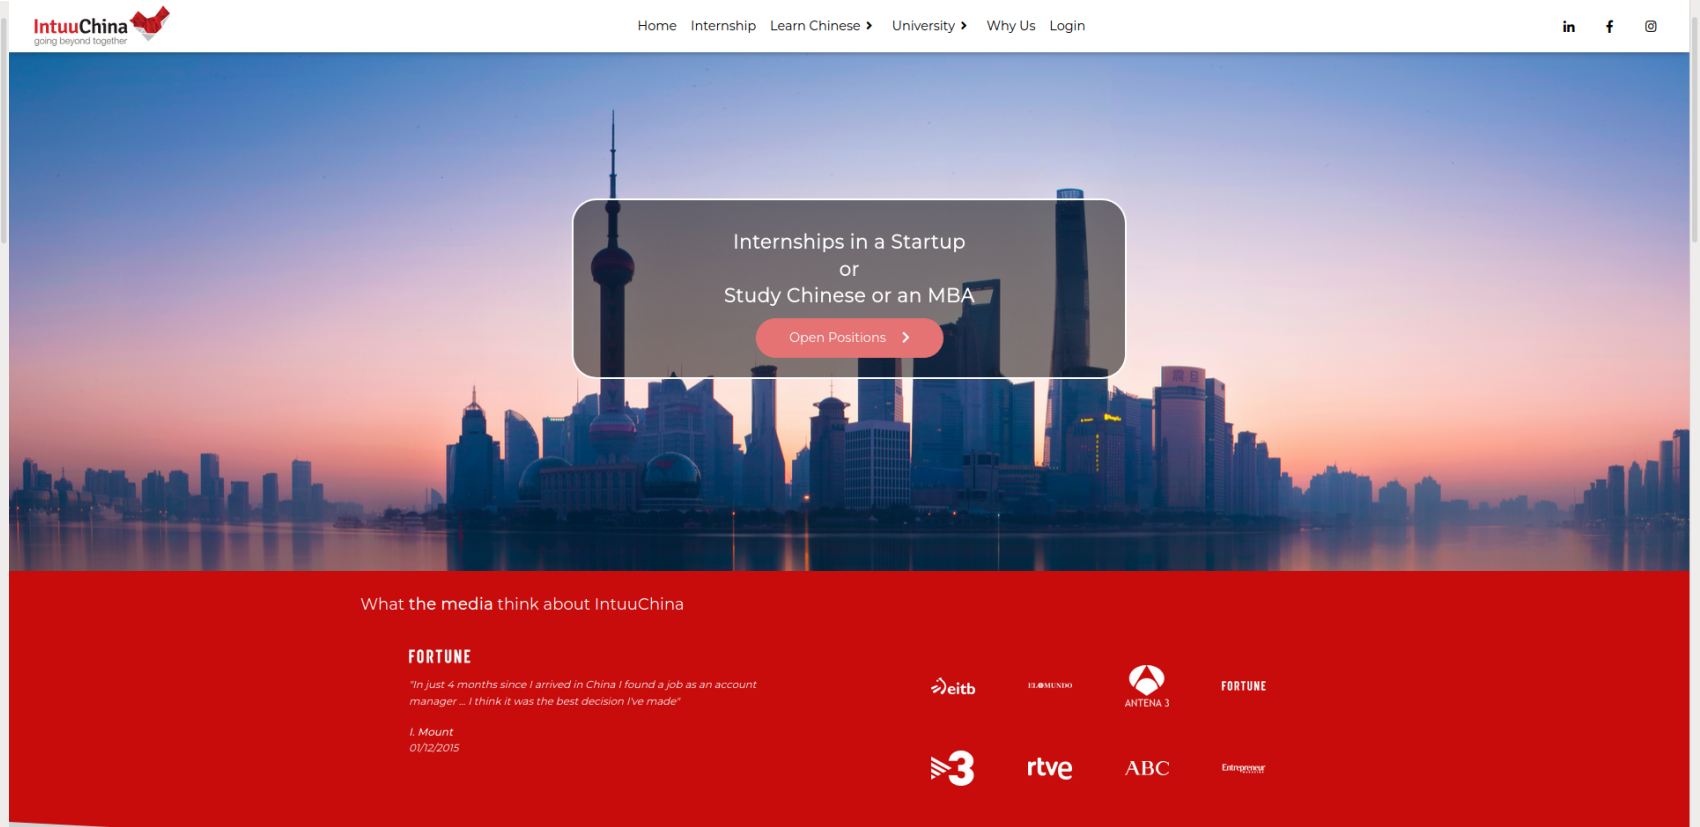 IntuuChina
going beyond together
Home Internship Learn Chinese University Why Us Login
Internships in a Startup
or
Study Chinese or an MBA
Open Positions
What the media think about IntuuChina
FORTUNE
"In just 4 months since I arrived in China I found a job as an account
manager ... I think it was the best decision I've made"
I. Mount
01/12/2015
eitb
EL MUNDO
ANTENA 3
FORTUNE
3
rtve
ABC
Entrepreneur